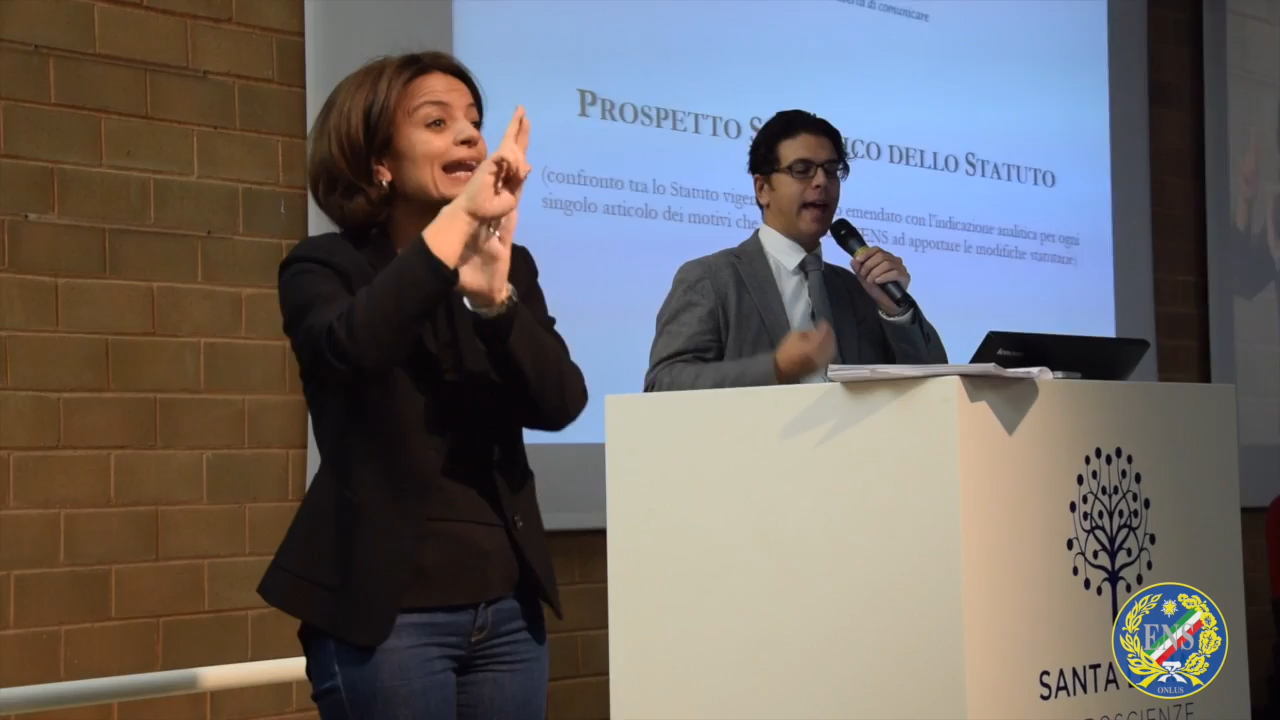 di comunicare
PROSPETTO S CO DELLO STATUTO
(confronto tra lo Statuto vigen emendato con l'indicazione analitica per ogni
singolo articolo dei motivi che ENS ad apportare le modifiche statutarie)
Lenovo
SANTA
ENS
ONLUS